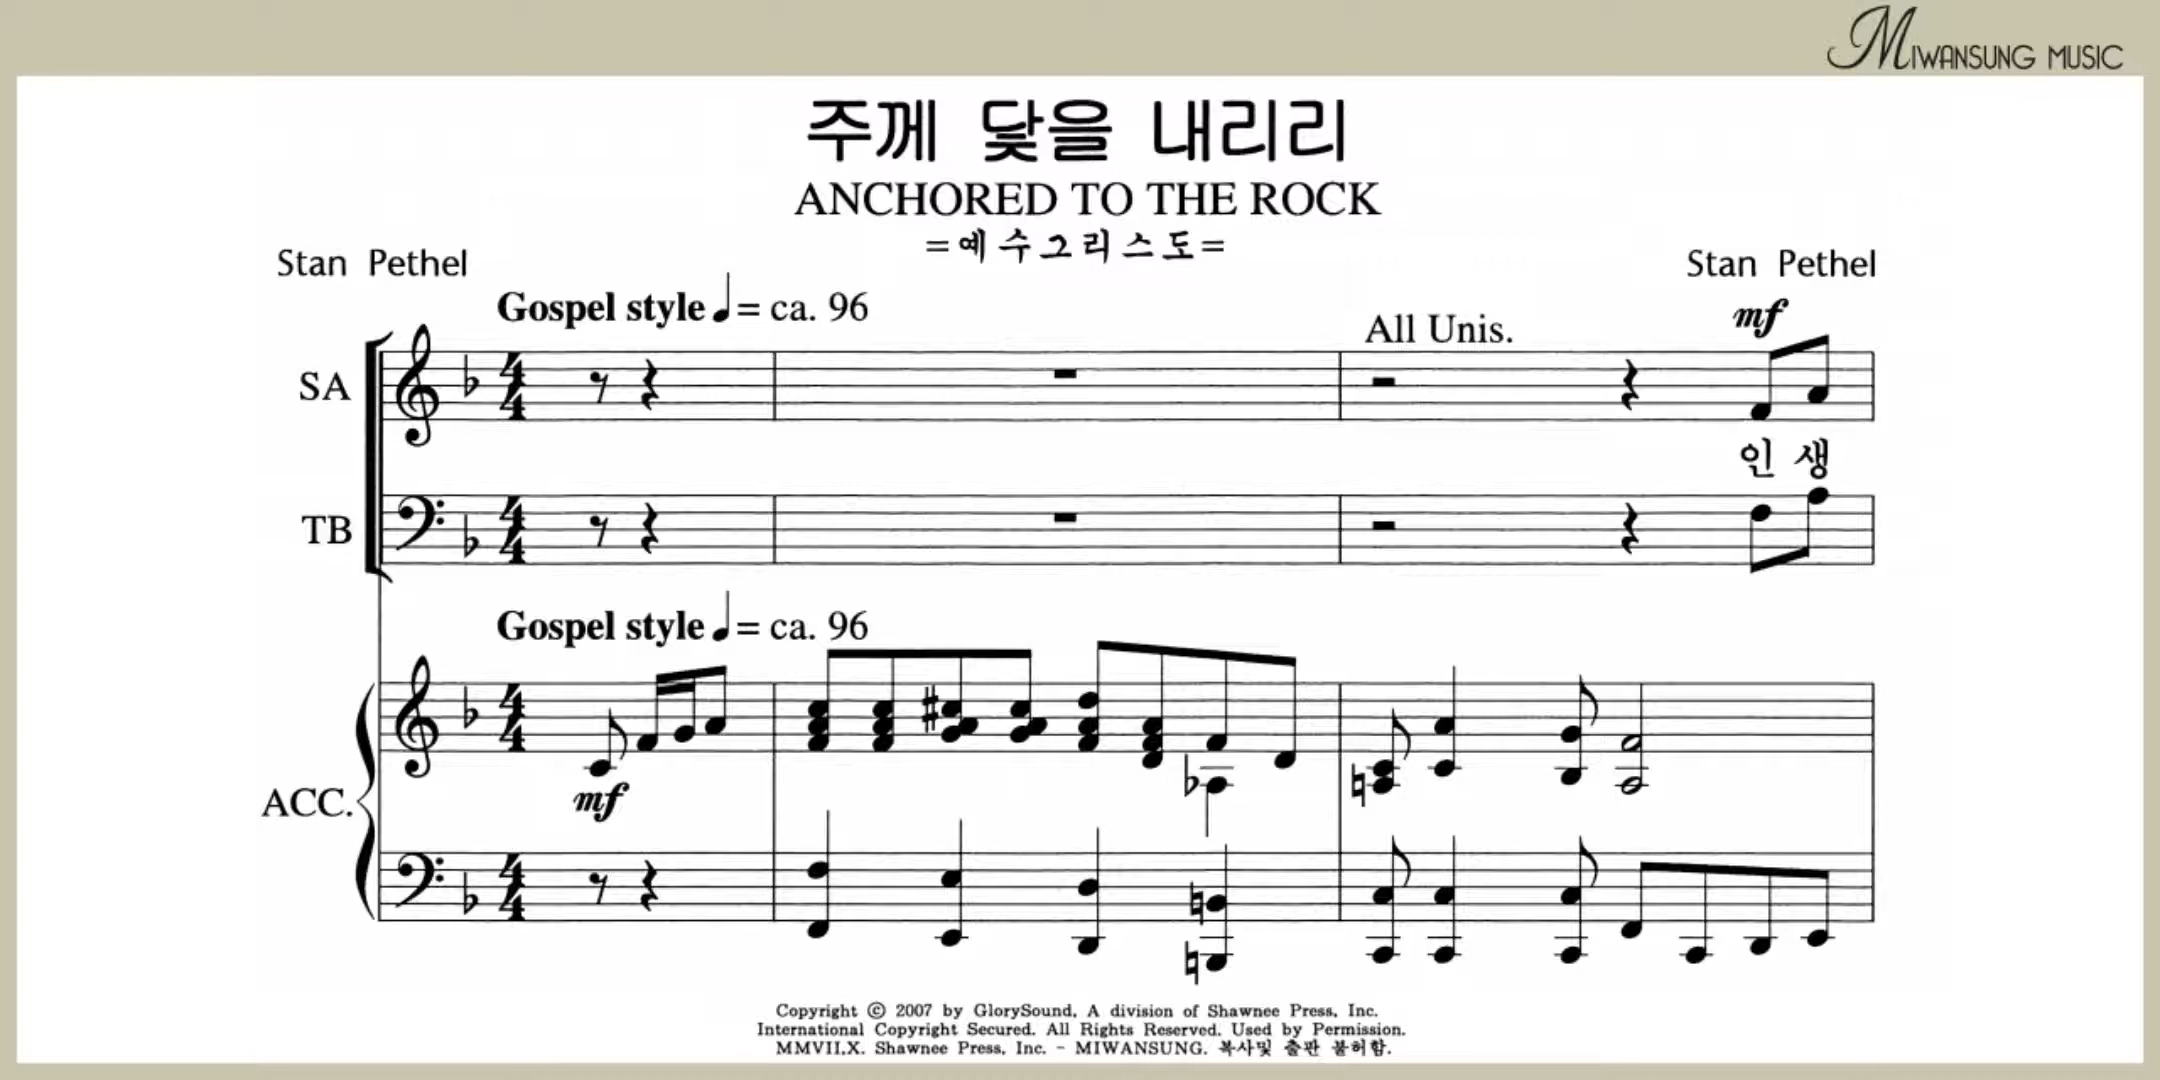 MIWANSUNG MUSIC
주께 닻을 내리리
ANCHORED TO THE ROCK
=예수그리스도=
Stan Pethel
Stan Pethel
Gospel style ♩= ca. 96
mf
All Unis.
SA
인 생
TB
Gospel style ♩= ca. 96
mf
ACC.
Copyright © 2007 by GlorySound, A division of Shawnee Press, Inc.
International Copyright Secured. All Rights Reserved. Used by Permission.
MMVII,X. Shawnee Press, Inc. - MIWANSUNG. 복사및 출판 불허함.